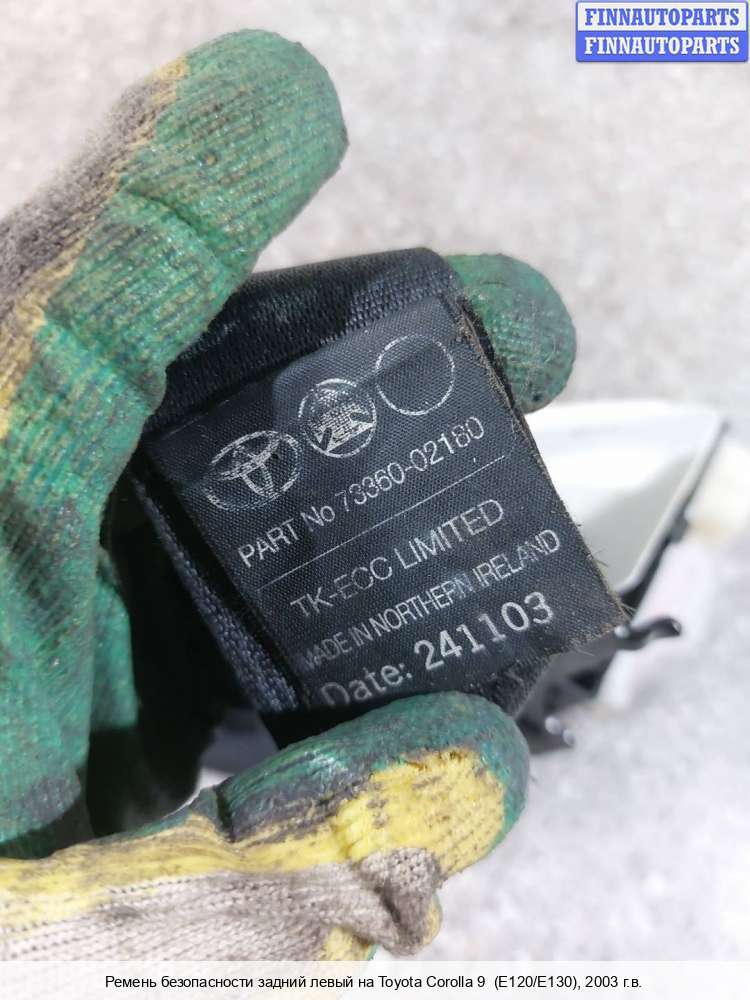 FINNAUTOPARTS
FINNAUTOPARTS
PART No 73360-02180
TK-ECC LIMITED
MADE IN NORTHERN IRELAND
Date: 241103
Ремень безопасности задний левый на Toyota Corolla 9 (E120/E130), 2003 г.в.